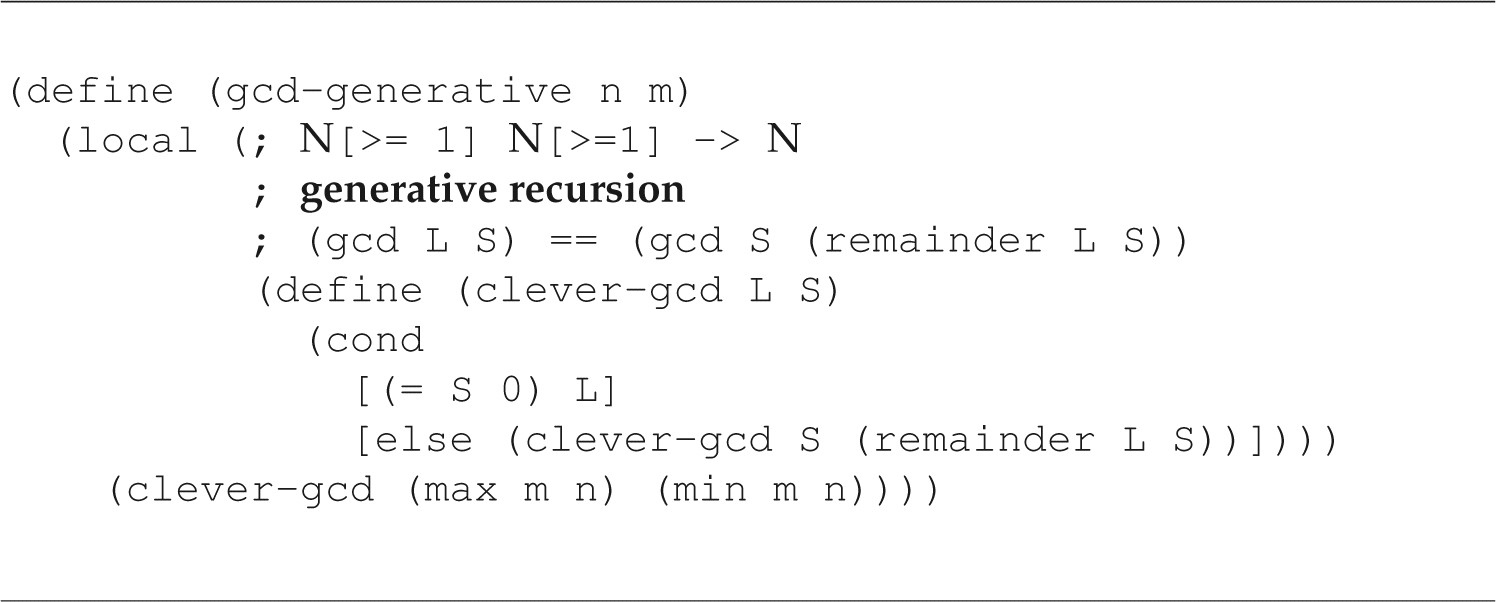 (define (gcd-generative n m)
  (local (; N[>= 1] N[>=1] -> N
          ; generative recursion
          ; (gcd L S) == (gcd S (remainder L S))
          (define (clever-gcd L S)
            (cond
              [(= S 0) L]
              [else (clever-gcd S (remainder L S))])))
    (clever-gcd (max m n) (min m n))))